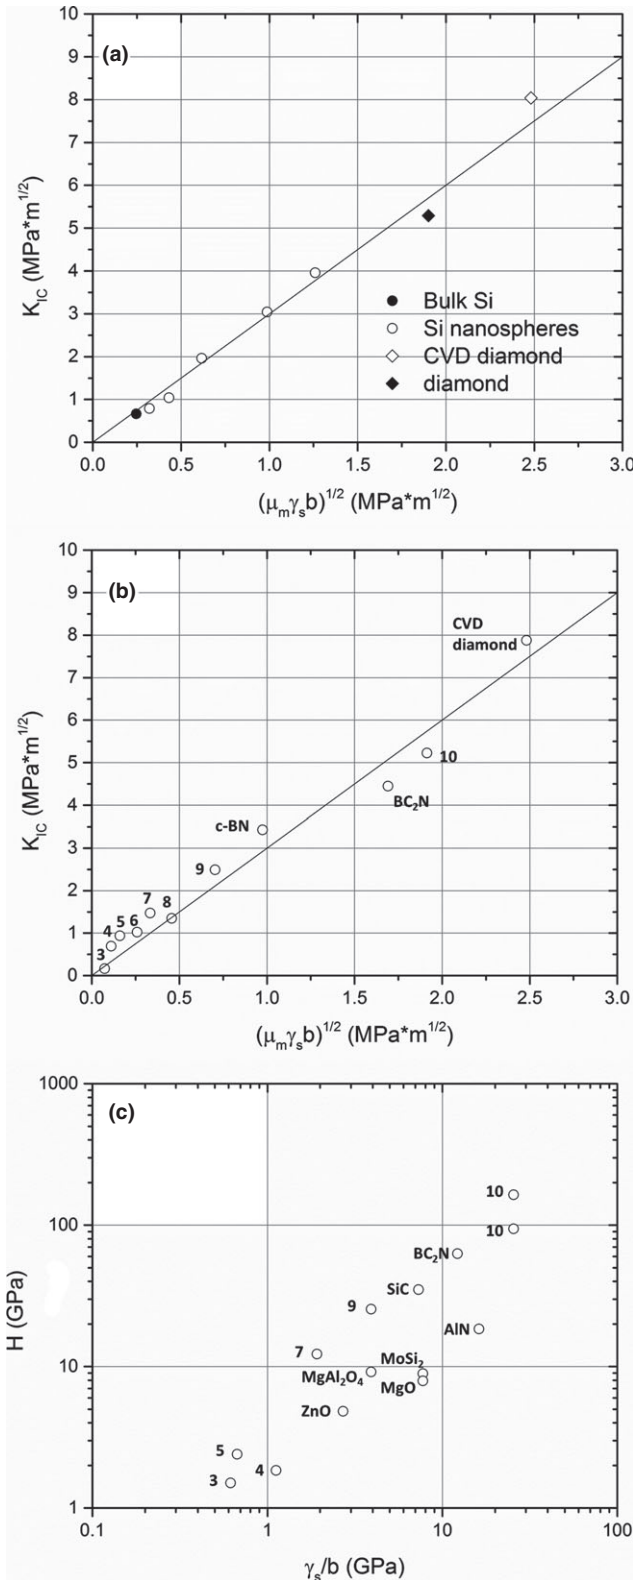 (a)
10
9
8
7
6
5
4
3
2
1
0
K_IC (MPa*m^1/2)
Bulk Si
Si nanospheres
CVD diamond
diamond
0.0 0.5 1.0 1.5 2.0 2.5 3.0
(μ_mγ_sb)^1/2 (MPa*m^1/2)
(b)
10
9
8
7
6
5
4
3
2
1
0
K_IC (MPa*m^1/2)
CVD
diamond
10
BC₂N
c-BN
9
7 8
4 5 6
3
0.0 0.5 1.0 1.5 2.0 2.5 3.0
(μ_mγ_sb)^1/2 (MPa*m^1/2)
(c)
1000
100
10
1
H (GPa)
10
10
BC₂N
SiC
9
AlN
7
MoSi₂
MgAl₂O₄
MgO
ZnO
5
4
3
0.1 1 10 100
γ_s/b (GPa)